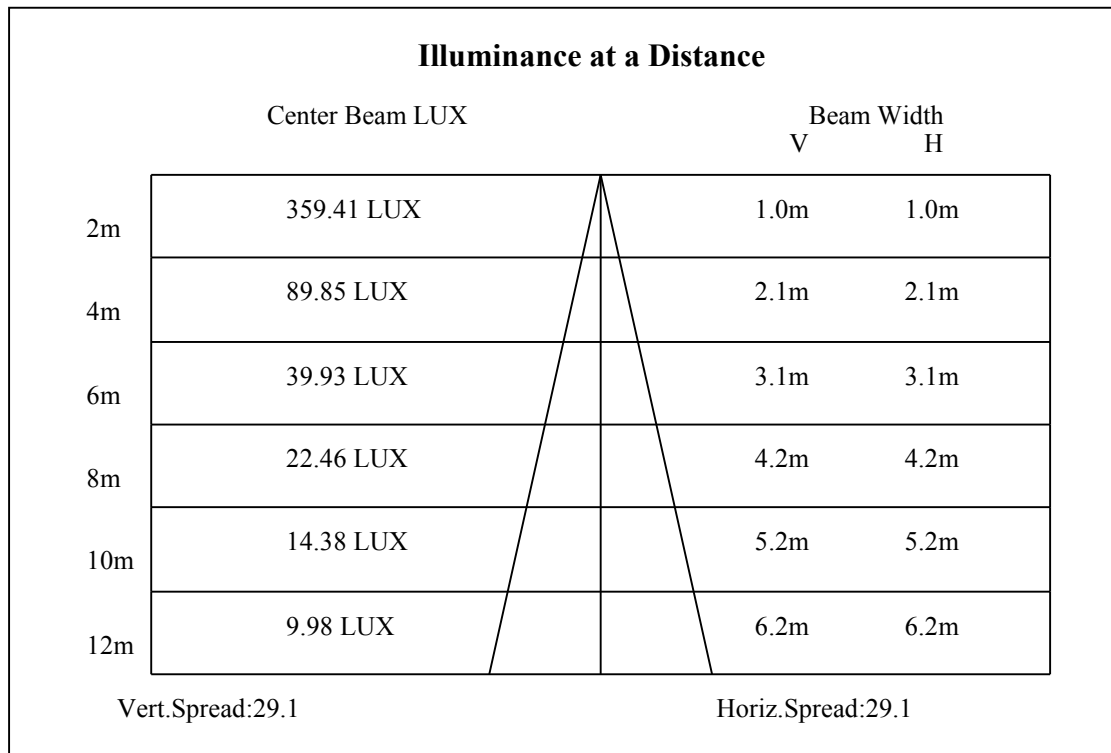 Illuminance at a Distance
Center Beam LUX Beam Width
V H
2m 359.41 LUX 1.0m 1.0m
4m 89.85 LUX 2.1m 2.1m
6m 39.93 LUX 3.1m 3.1m
8m 22.46 LUX 4.2m 4.2m
10m 14.38 LUX 5.2m 5.2m
12m 9.98 LUX 6.2m 6.2m
Vert.Spread:29.1 Horiz.Spread:29.1